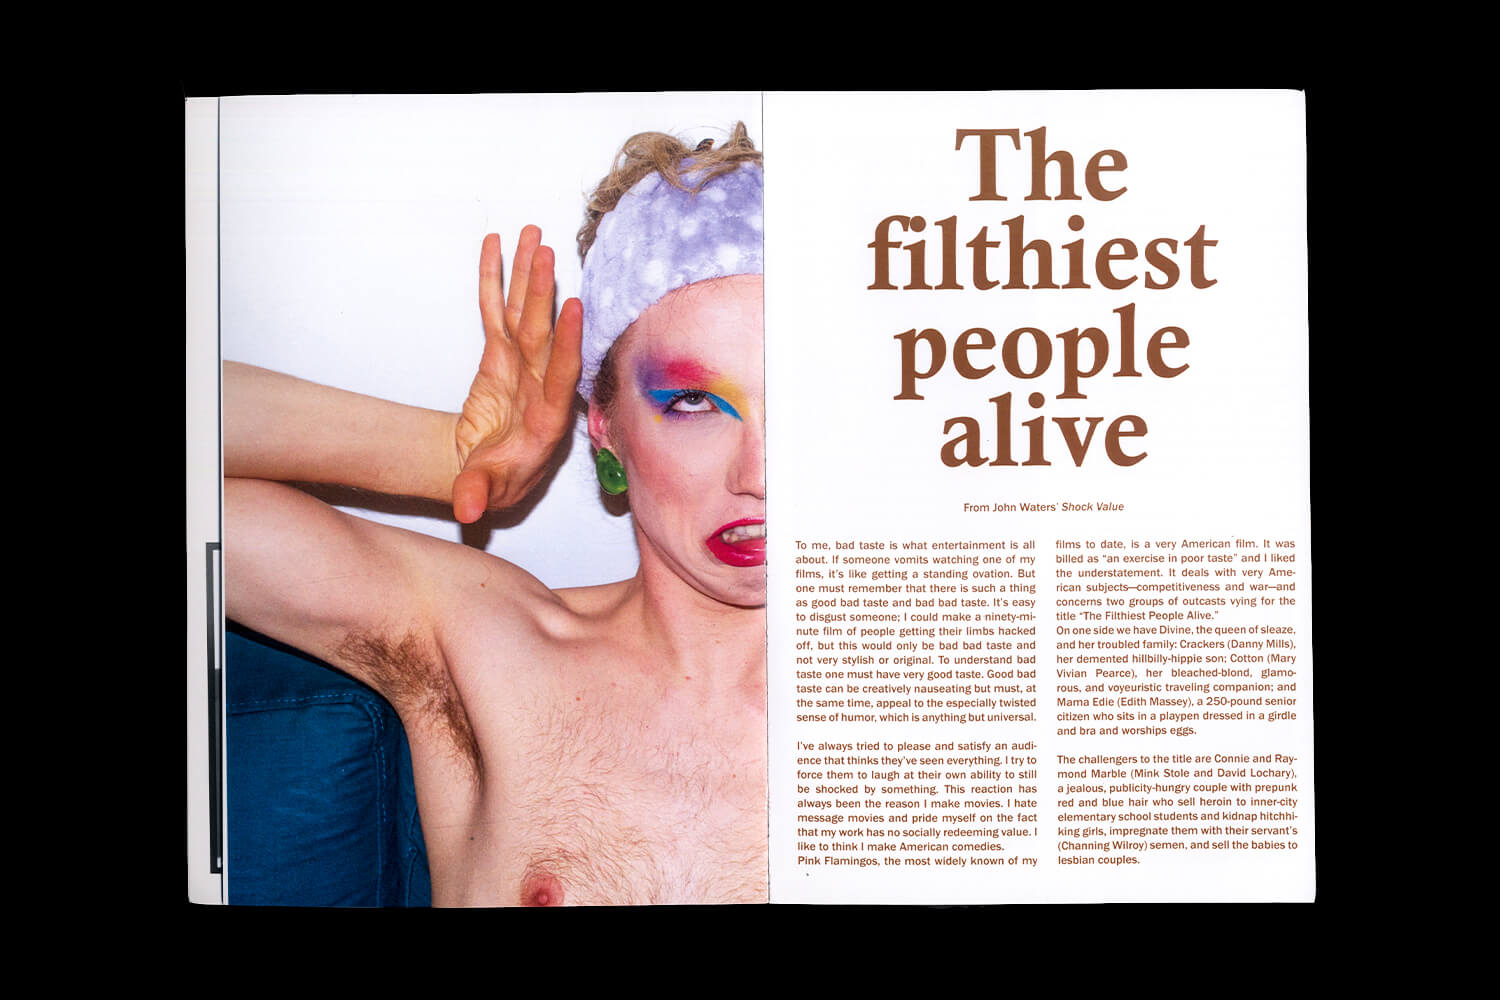 The
filthiest
people
alive
From John Waters’ Shock Value
To me, bad taste is what entertainment is all
about. If someone vomits watching one of my
films, it’s like getting a standing ovation. But
one must remember that there is such a thing
as good bad taste and bad bad taste. It’s easy
to disgust someone; I could make a ninety-mi-
nute film of people getting their limbs hacked
off, but this would only be bad bad taste and
not very stylish or original. To understand bad
taste one must have very good taste. Good bad
taste can be creatively nauseating but must, at
the same time, appeal to the especially twisted
sense of humor, which is anything but universal.
I’ve always tried to please and satisfy an audi-
ence that thinks they’ve seen everything. I try to
force them to laugh at their own ability to still
be shocked by something. This reaction has
always been the reason I make movies. I hate
message movies and pride myself on the fact
that my work has no socially redeeming value. I
like to think I make American comedies.
Pink Flamingos, the most widely known of my
films to date, is a very American film. It was
billed as “an exercise in poor taste” and I liked
the understatement. It deals with very Ame-
rican subjects—competitiveness and war—and
concerns two groups of outcasts vying for the
title “The Filthiest People Alive.”
On one side we have Divine, the queen of sleaze,
and her troubled family: Crackers (Danny Mills),
her demented hillbilly-hippie son; Cotton (Mary
Vivian Pearce), her bleached-blond, glamo-
rous, and voyeuristic traveling companion; and
Mama Edie (Edith Massey), a 250-pound senior
citizen who sits in a playpen dressed in a girdle
and bra and worships eggs.
The challengers to the title are Connie and Ray-
mond Marble (Mink Stole and David Lochary),
a jealous, publicity-hungry couple with prepunk
red and blue hair who sell heroin to inner-city
elementary school students and kidnap hitchhi-
king girls, impregnate them with their servant’s
(Channing Wilroy) semen, and sell the babies to
lesbian couples.